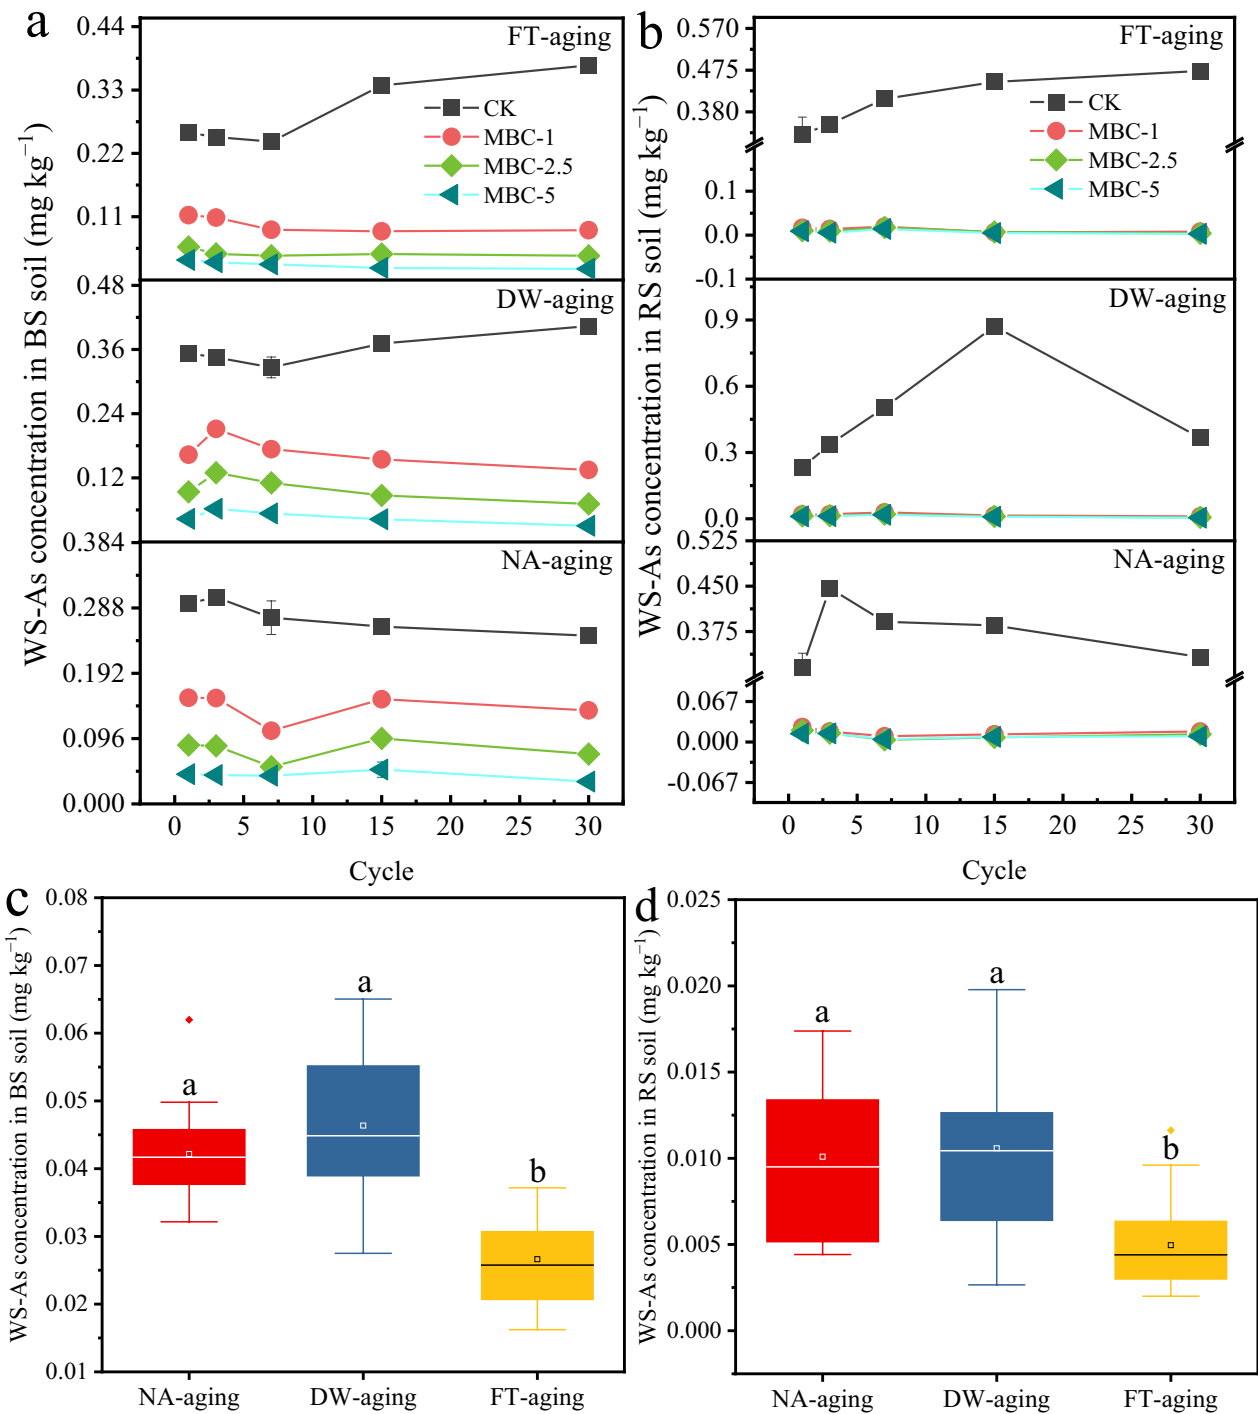 a
WS-As concentration in BS soil (mg kg⁻¹)
FT-aging
0.44
0.33
0.22
0.11
CK
MBC-1
MBC-2.5
MBC-5
DW-aging
0.48
0.36
0.24
0.12
NA-aging
0.384
0.288
0.192
0.096
0.000
0 5 10 15 20 25 30
Cycle
b
WS-As concentration in RS soil (mg kg⁻¹)
FT-aging
0.570
0.475
0.380
0.1
0.0
-0.1
CK
MBC-1
MBC-2.5
MBC-5
DW-aging
0.9
0.6
0.3
0.0
NA-aging
0.525
0.450
0.375
0.067
0.000
-0.067
0 5 10 15 20 25 30
Cycle
c
WS-As concentration in BS soil (mg kg⁻¹)
0.08
0.07
0.06
0.05
0.04
0.03
0.02
0.01
a
a
b
NA-aging DW-aging FT-aging
d
WS-As concentration in RS soil (mg kg⁻¹)
0.025
0.020
0.015
0.010
0.005
0.000
a
a
b
NA-aging DW-aging FT-aging